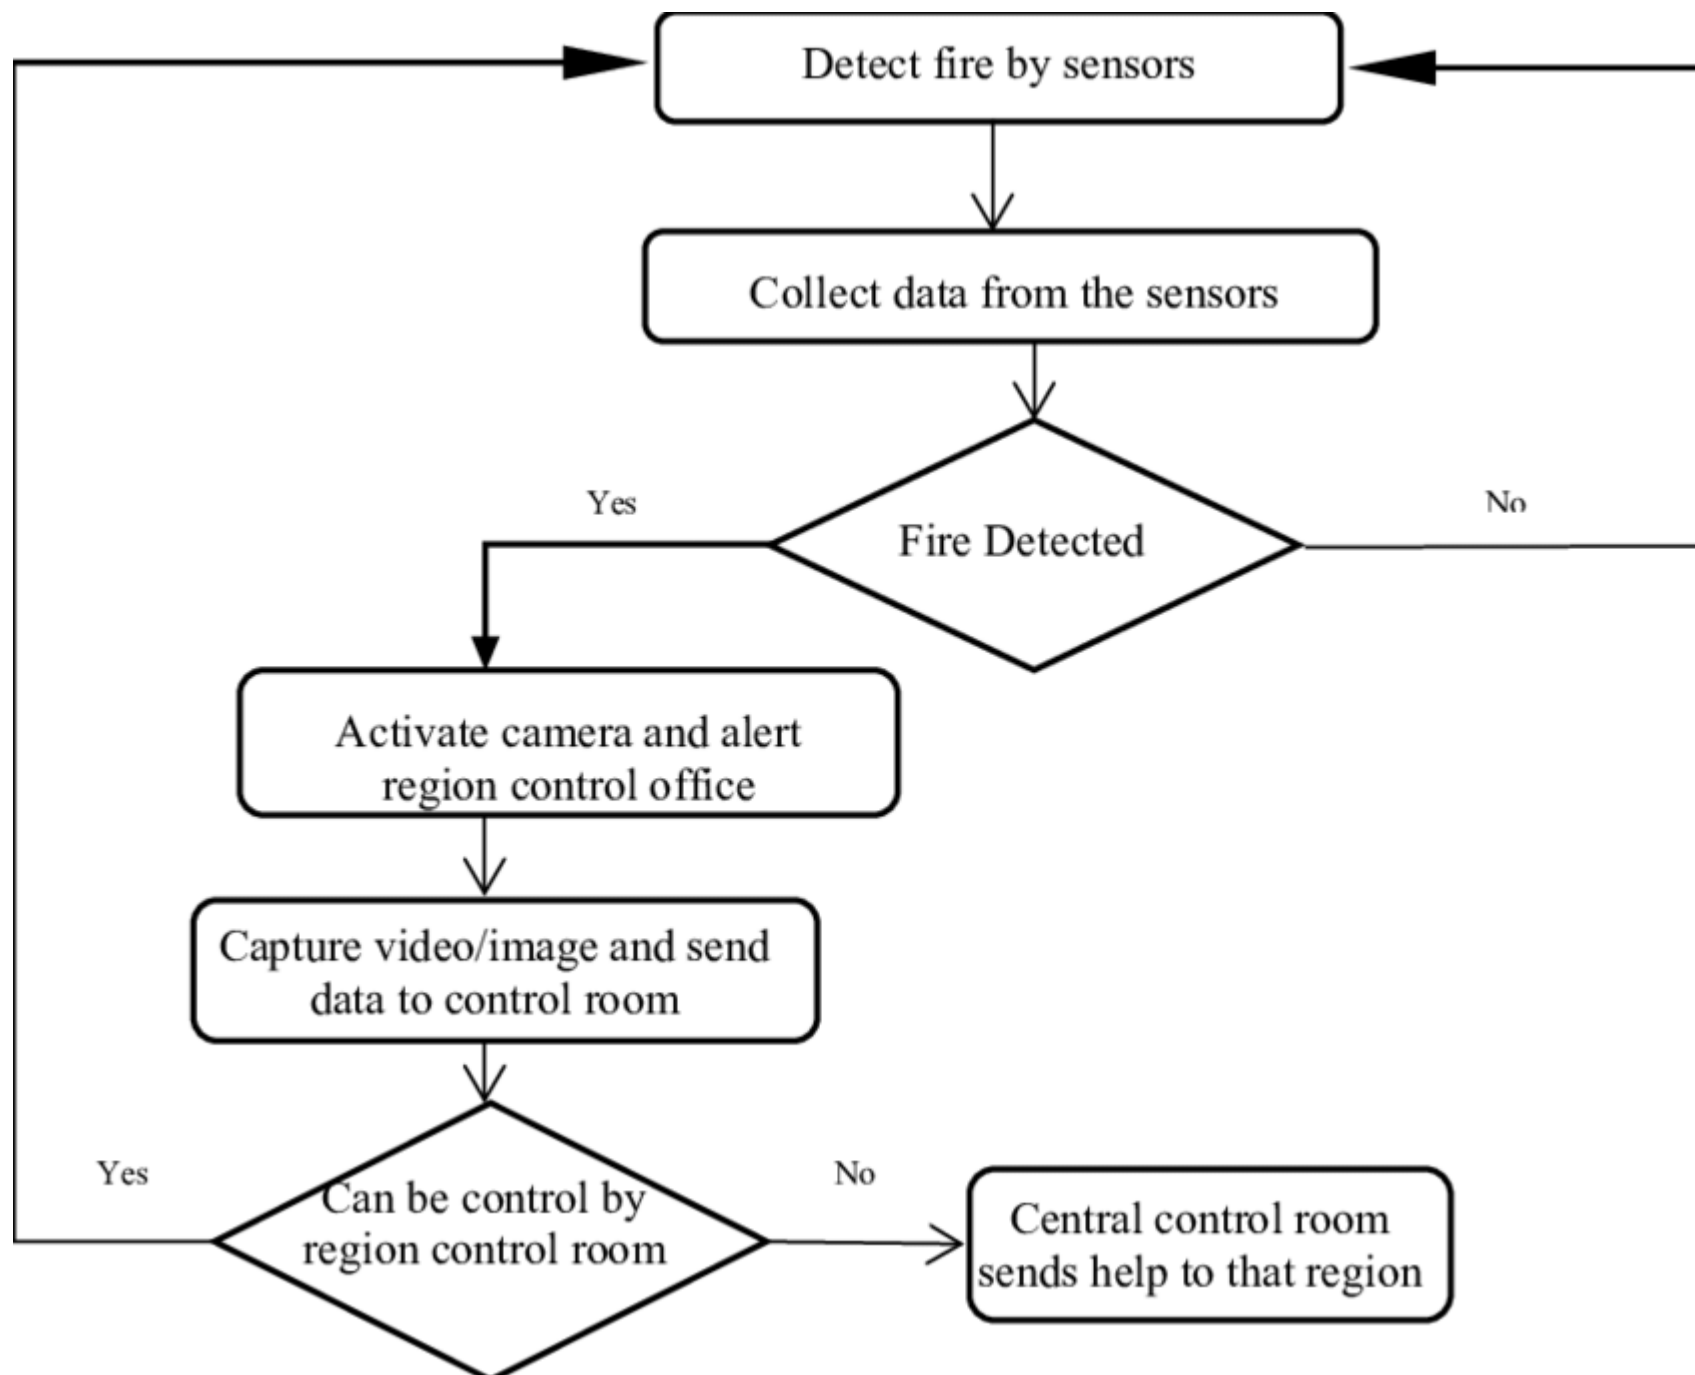 Detect fire by sensors
Collect data from the sensors
Yes
No
Fire Detected
Activate camera and alert
region control office
Capture video/image and send
data to control room
Yes
No
Can be control by
region control room
Central control room
sends help to that region